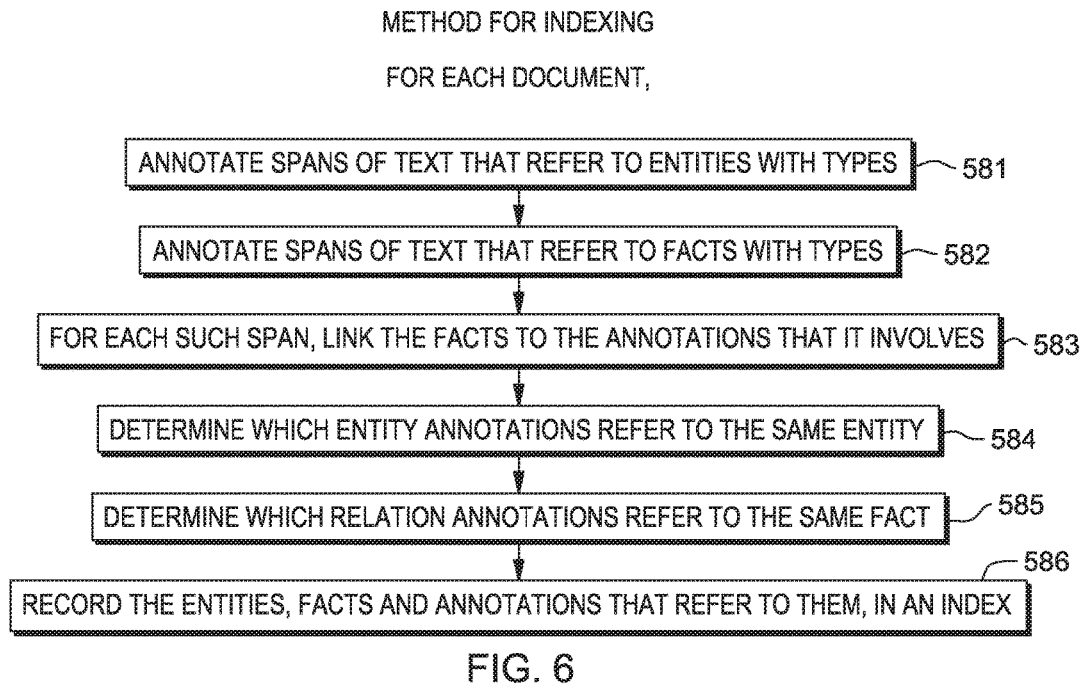 METHOD FOR INDEXING
FOR EACH DOCUMENT,
ANNOTATE SPANS OF TEXT THAT REFER TO ENTITIES WITH TYPES
581
ANNOTATE SPANS OF TEXT THAT REFER TO FACTS WITH TYPES
582
FOR EACH SUCH SPAN, LINK THE FACTS TO THE ANNOTATIONS THAT IT INVOLVES
583
DETERMINE WHICH ENTITY ANNOTATIONS REFER TO THE SAME ENTITY
584
DETERMINE WHICH RELATION ANNOTATIONS REFER TO THE SAME FACT
585
586
RECORD THE ENTITIES, FACTS AND ANNOTATIONS THAT REFER TO THEM, IN AN INDEX
FIG. 6